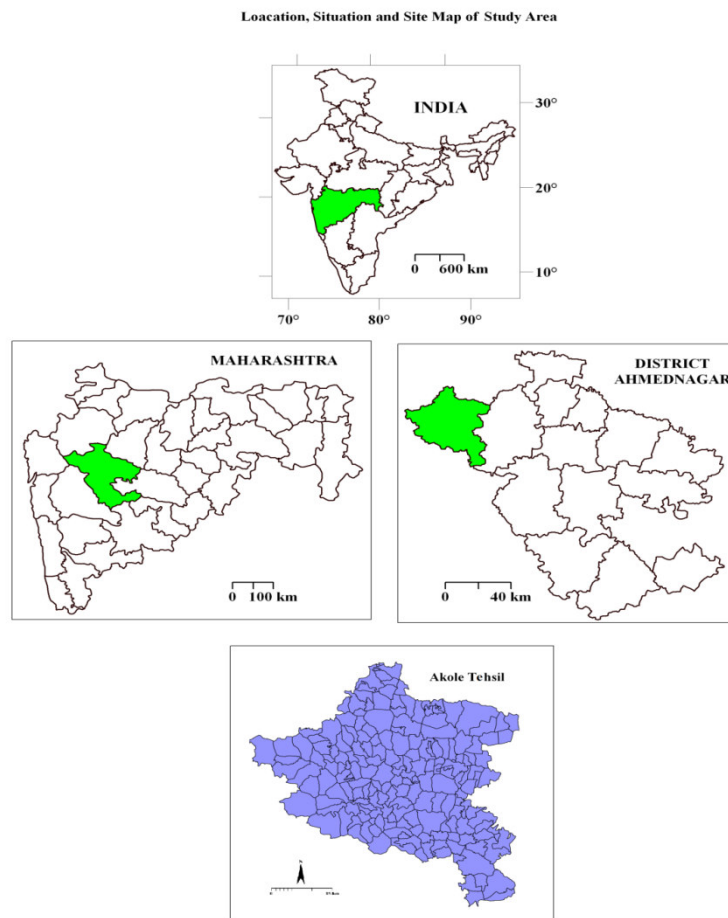 Loacation, Situation and Site Map of Study Area
INDIA
30°
20°
10°
0 600 km
70° 80° 90°
MAHARASHTRA
0 100 km
DISTRICT
AHMEDNAGAR
0 40 km
Akole Tehsil